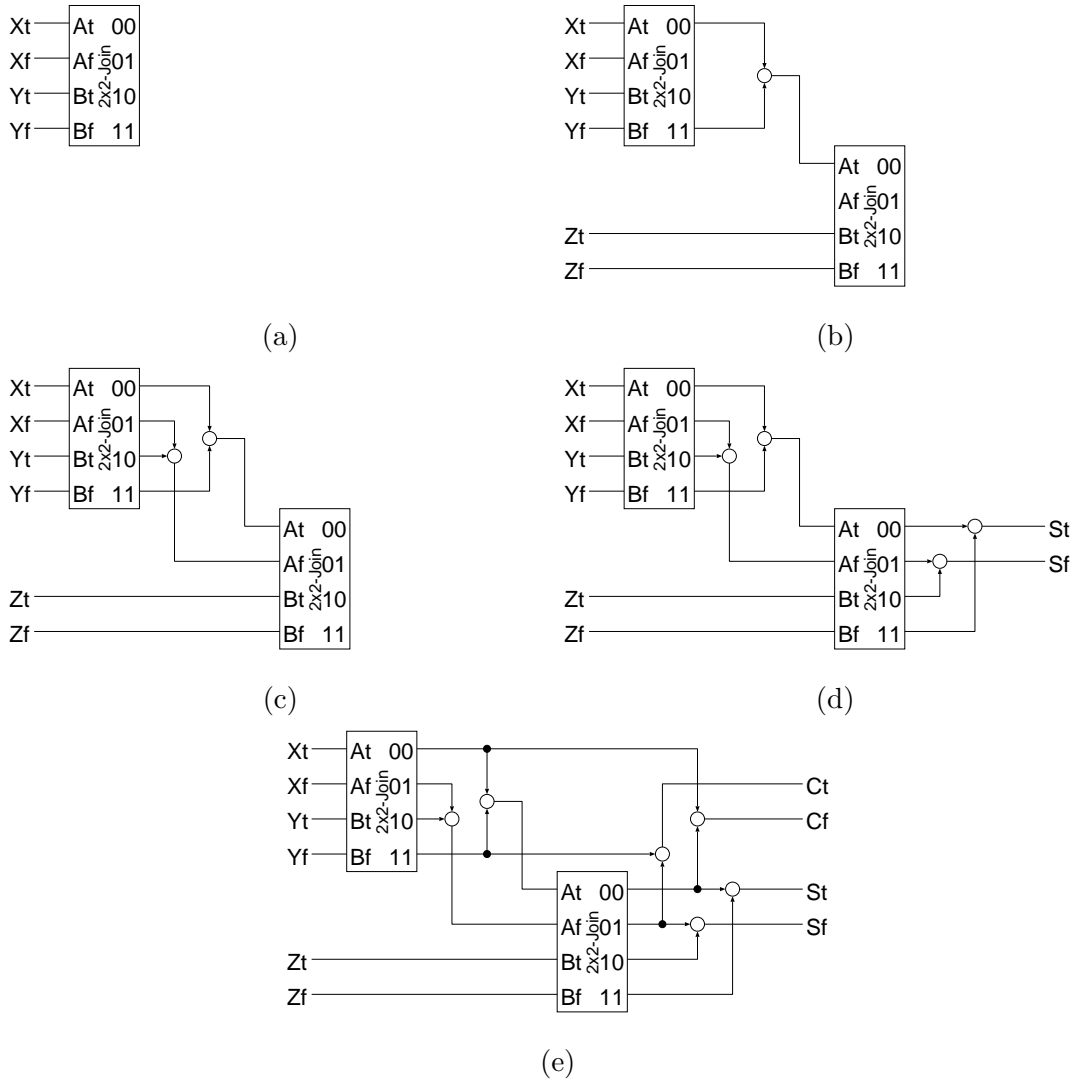 Xt At 00
Xf Af 01
Yt Bt 10
Yf Bf 11
2x2-Join
(a)
Xt At 00
Xf Af 01
Yt Bt 10
Yf Bf 11
2x2-Join
At 00
Af 01
Zt Bt 10
Zf Bf 11
2x2-Join
(b)
Xt At 00
Xf Af 01
Yt Bt 10
Yf Bf 11
2x2-Join
At 00
Af 01
Zt Bt 10
Zf Bf 11
2x2-Join
(c)
Xt At 00
Xf Af 01
Yt Bt 10
Yf Bf 11
2x2-Join
At 00 St
Af 01 Sf
Zt Bt 10
Zf Bf 11
2x2-Join
(d)
Xt At 00
Xf Af 01 Ct
Yt Bt 10 Cf
Yf Bf 11
2x2-Join
At 00 St
Af 01 Sf
Zt Bt 10
Zf Bf 11
2x2-Join
(e)